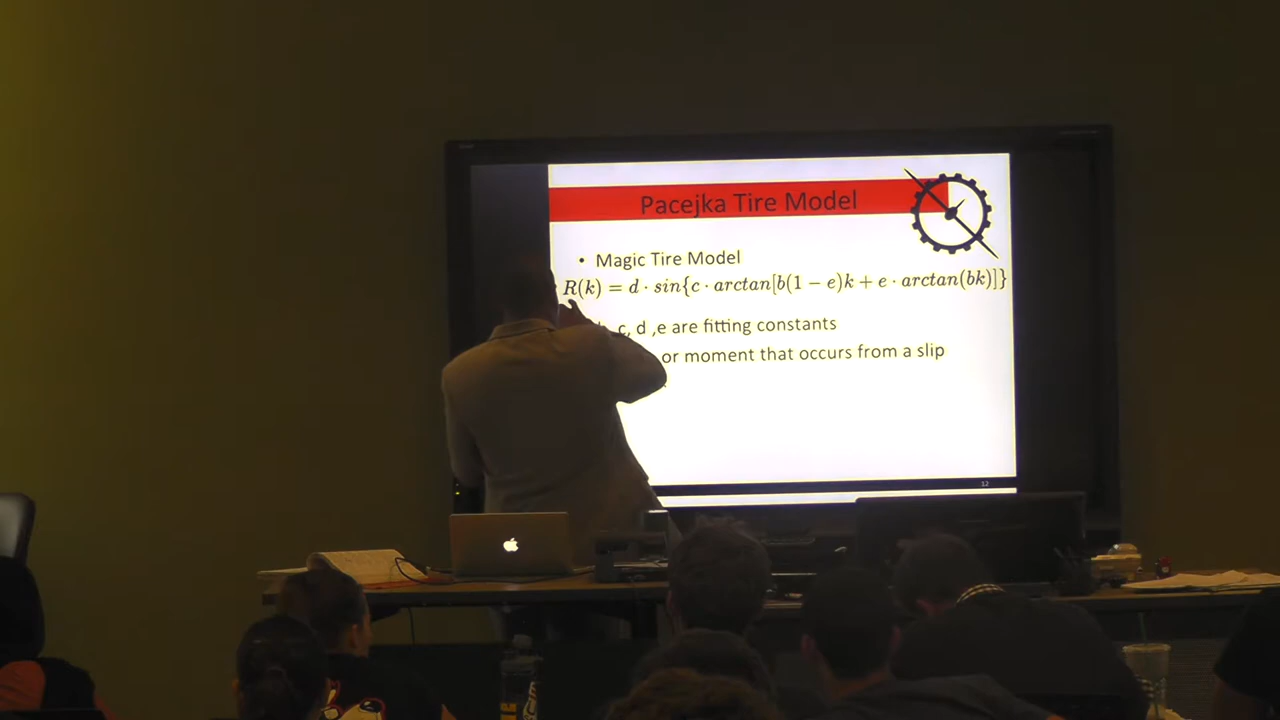 Pacejka Tire Model
• Magic Tire Model
R(k) = d · sin{c · arctan[b(1 − e)k + e · arctan(bk)]}
c, d ,e are fitting constants
or moment that occurs from a slip
12